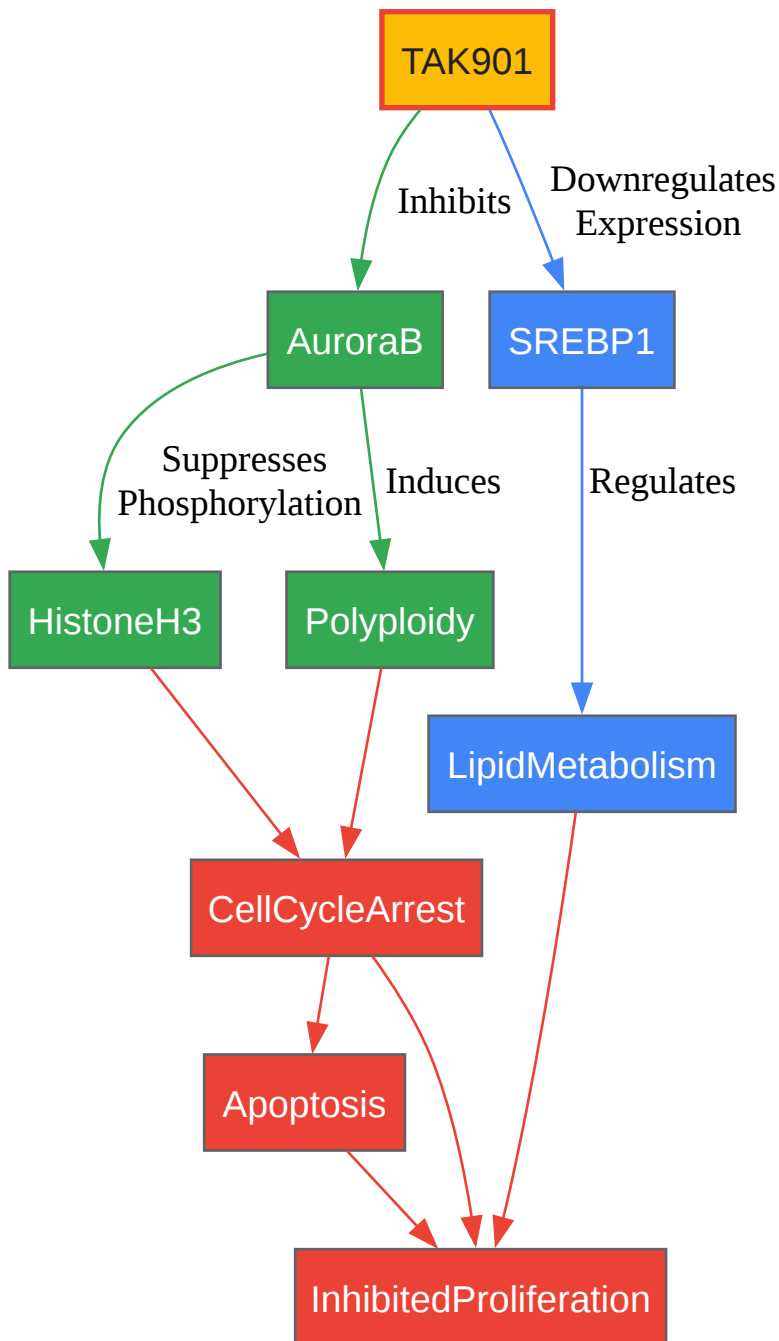 TAK901
Inhibits
Downregulates
Expression
AuroraB
SREBP1
Suppresses
Phosphorylation
Induces
Regulates
HistoneH3
Polyploidy
LipidMetabolism
CellCycleArrest
Apoptosis
InhibitedProliferation